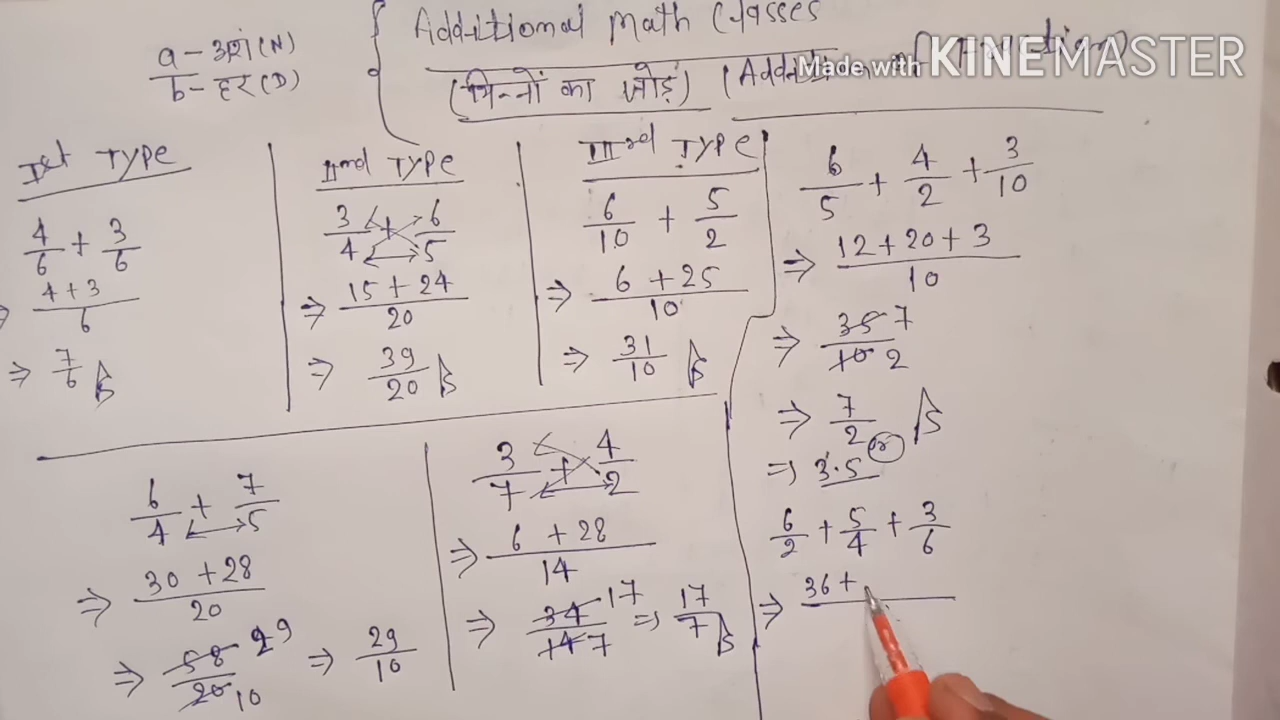 Additional Math Classes
a - अशं (N)
b - हर (D)
(भिन्नों का जोड़) (Addition of Fractions)
Made with KINEMASTER
Ist Type
4/6 + 3/6
⇒ 4+3/6
⇒ 7/6
IInd Type
3/4 + 6/5
⇒ 15 + 24/20
⇒ 39/20
IIIrd Type
6/10 + 5/2
⇒ 6 + 25/10
⇒ 31/10
6/5 + 4/2 + 3/10
⇒ 12 + 20 + 3/10
⇒ 35/10 7/2
⇒ 7/2 or
⇒ 3.5
6/4 + 7/5
⇒ 30 + 28/20
⇒ 58/20 29/10 ⇒ 29/10
3/7 + 4/2
⇒ 6 + 28/14
⇒ 34/14 17/7 ⇒ 17/7
6/2 + 5/4 + 3/6
⇒ 36 +